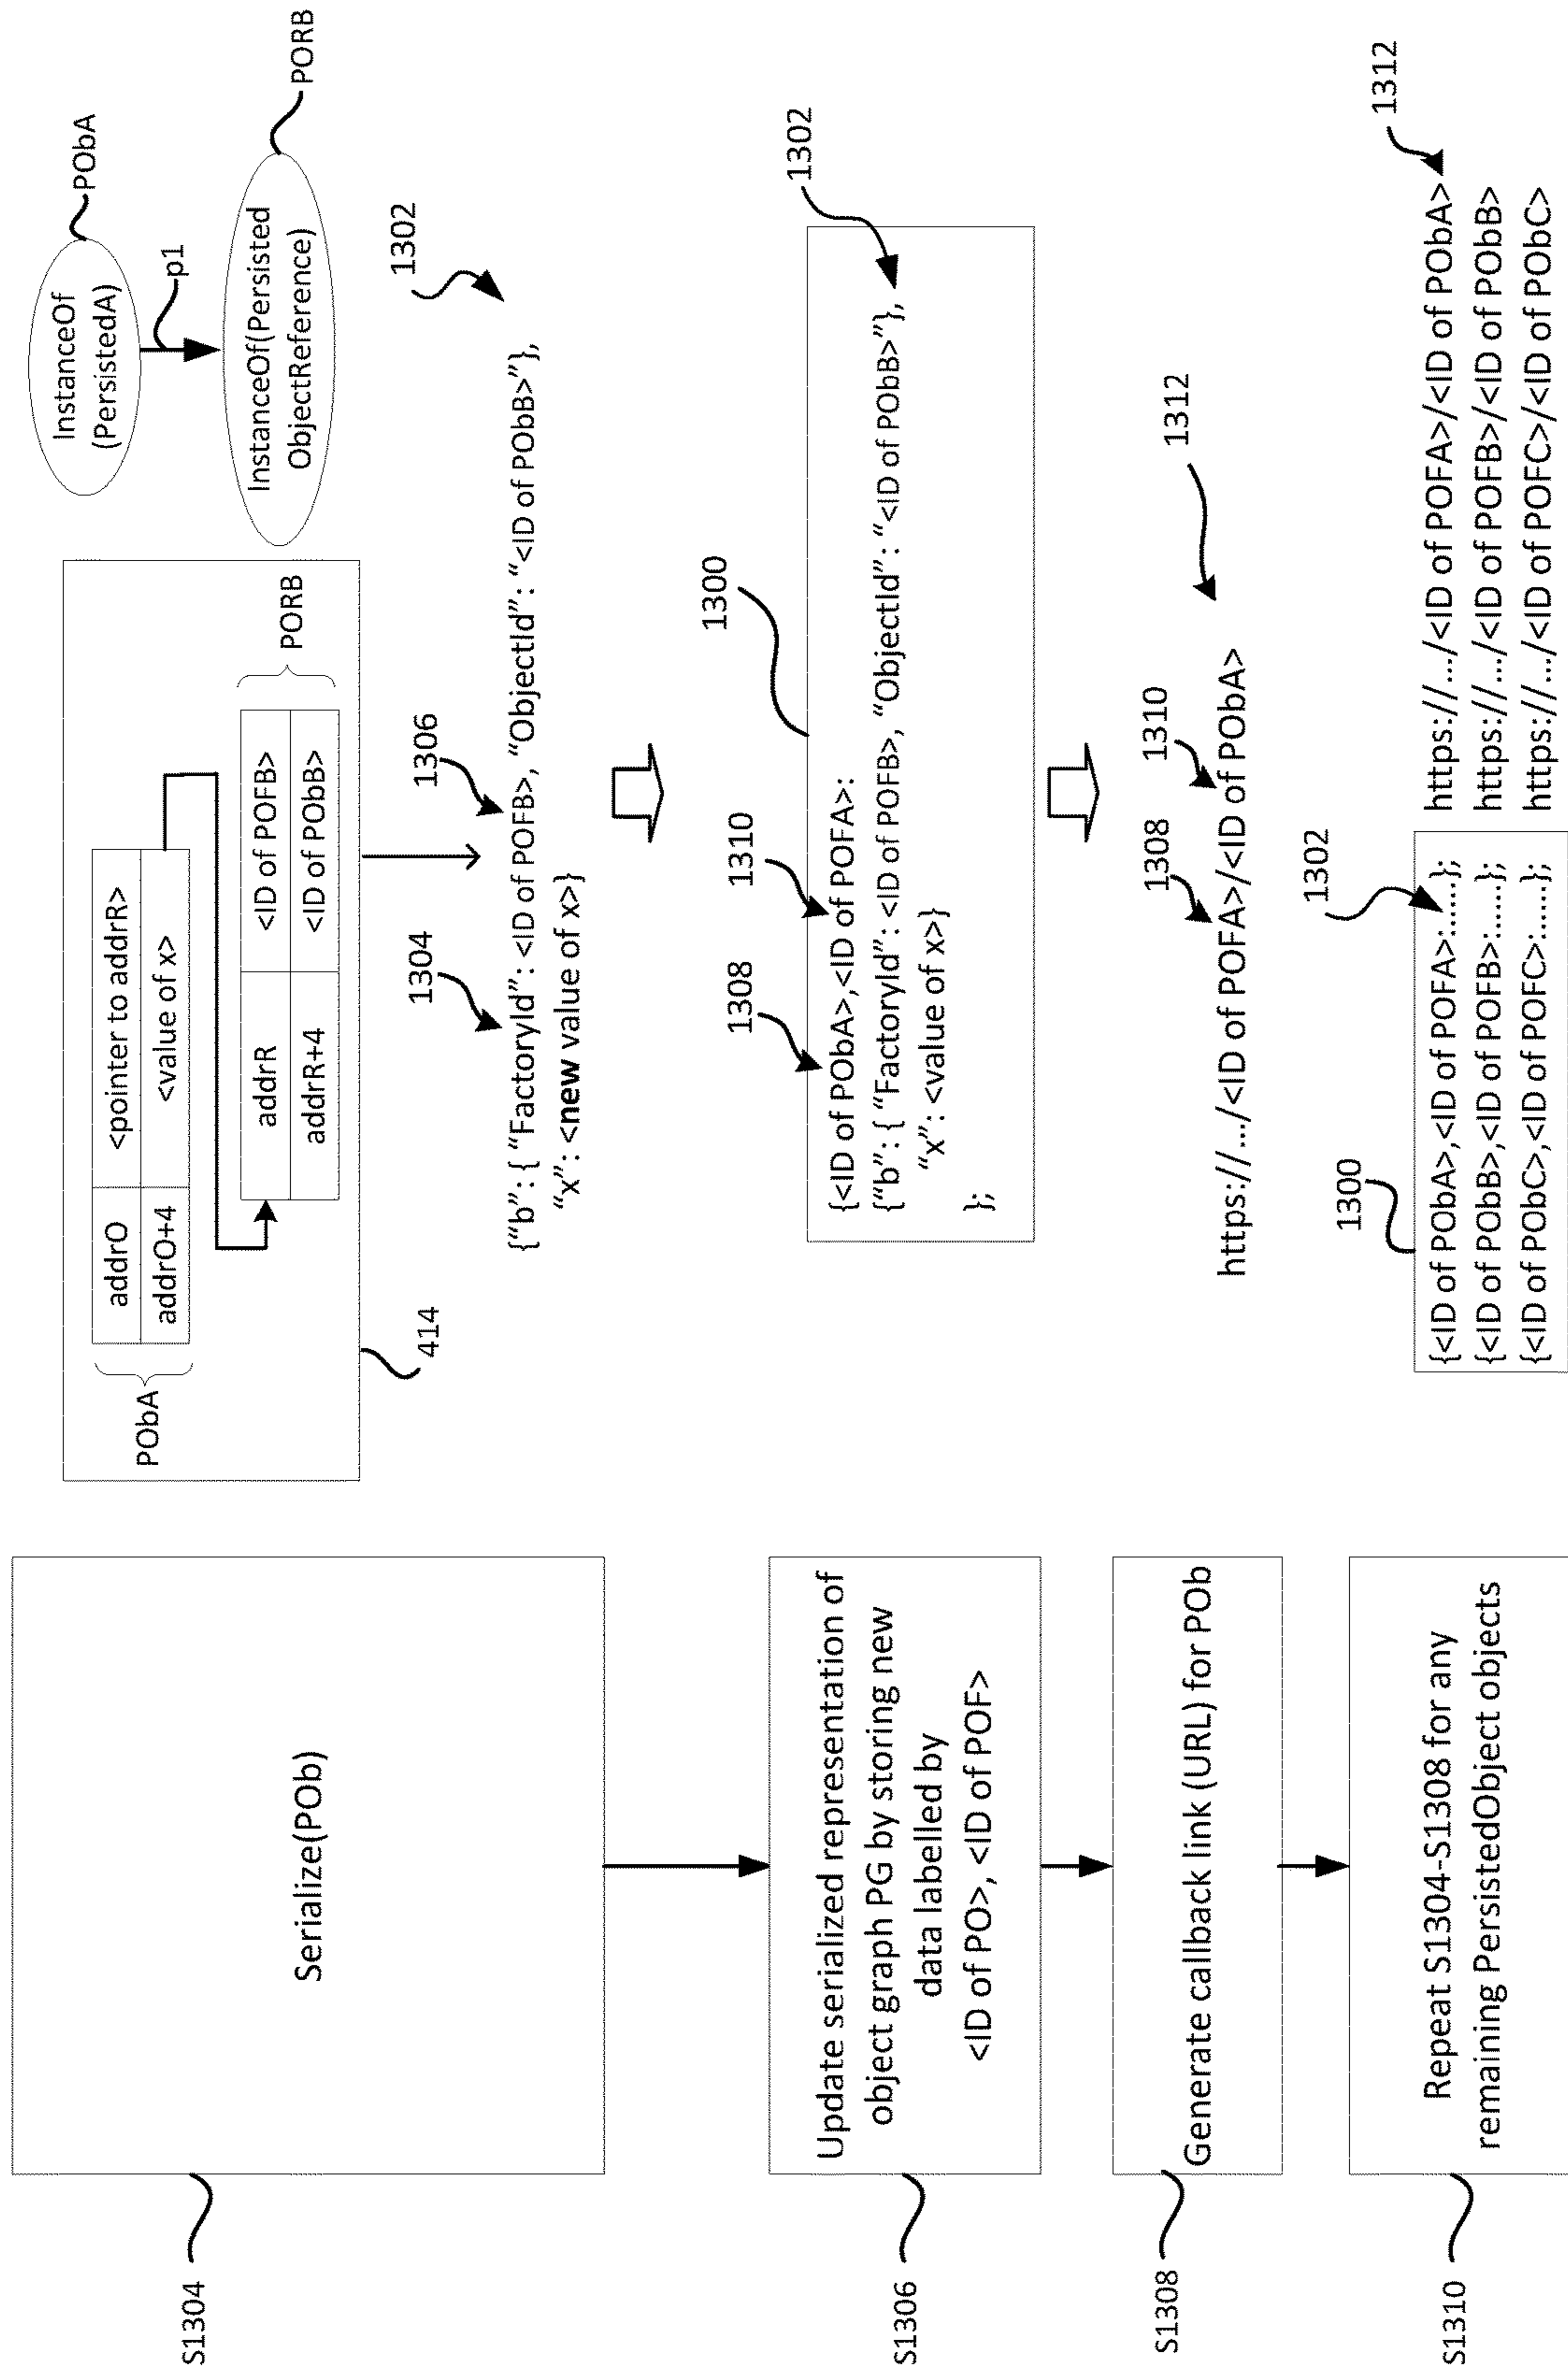 S1304
Serialize(POb)
S1306
Update serialized representation of
object graph PG by storing new
data labelled by
<ID of PO>, <ID of POF>
S1308
Generate callback link (URL) for POb
S1310
Repeat S1304-S1308 for any
remaining PersistedObject objects
PObA
addrO
<pointer to addrR>
addrO+4
<value of x>
addrR
<ID of POFB>
addrR+4
<ID of PObB>
PORB
414
InstanceOf
(PersistedA)
PObA
p1
InstanceOf(Persisted
ObjectReference)
PORB
1304
1306
1302
{“b”: { “FactoryId”: <ID of POFB>, “ObjectId”: “<ID of PObB>”},
“x”: <new value of x>}
1308
1310
1300
1302
{<ID of PObA>,<ID of POFA>:
{“b”: { “FactoryId”: <ID of POFB>, “ObjectId”: “<ID of PObB>”},
“x”: <value of x>}
};
1308
1310
1312
https://.../<ID of POFA>/<ID of PObA>
1300
1302
1312
{<ID of PObA>,<ID of POFA>:......};
https://.../<ID of POFA>/<ID of PObA>
{<ID of PObB>,<ID of POFB>:......};
https://.../<ID of POFB>/<ID of PObB>
{<ID of PObC>,<ID of POFC>:......};
https://.../<ID of POFC>/<ID of PObC>